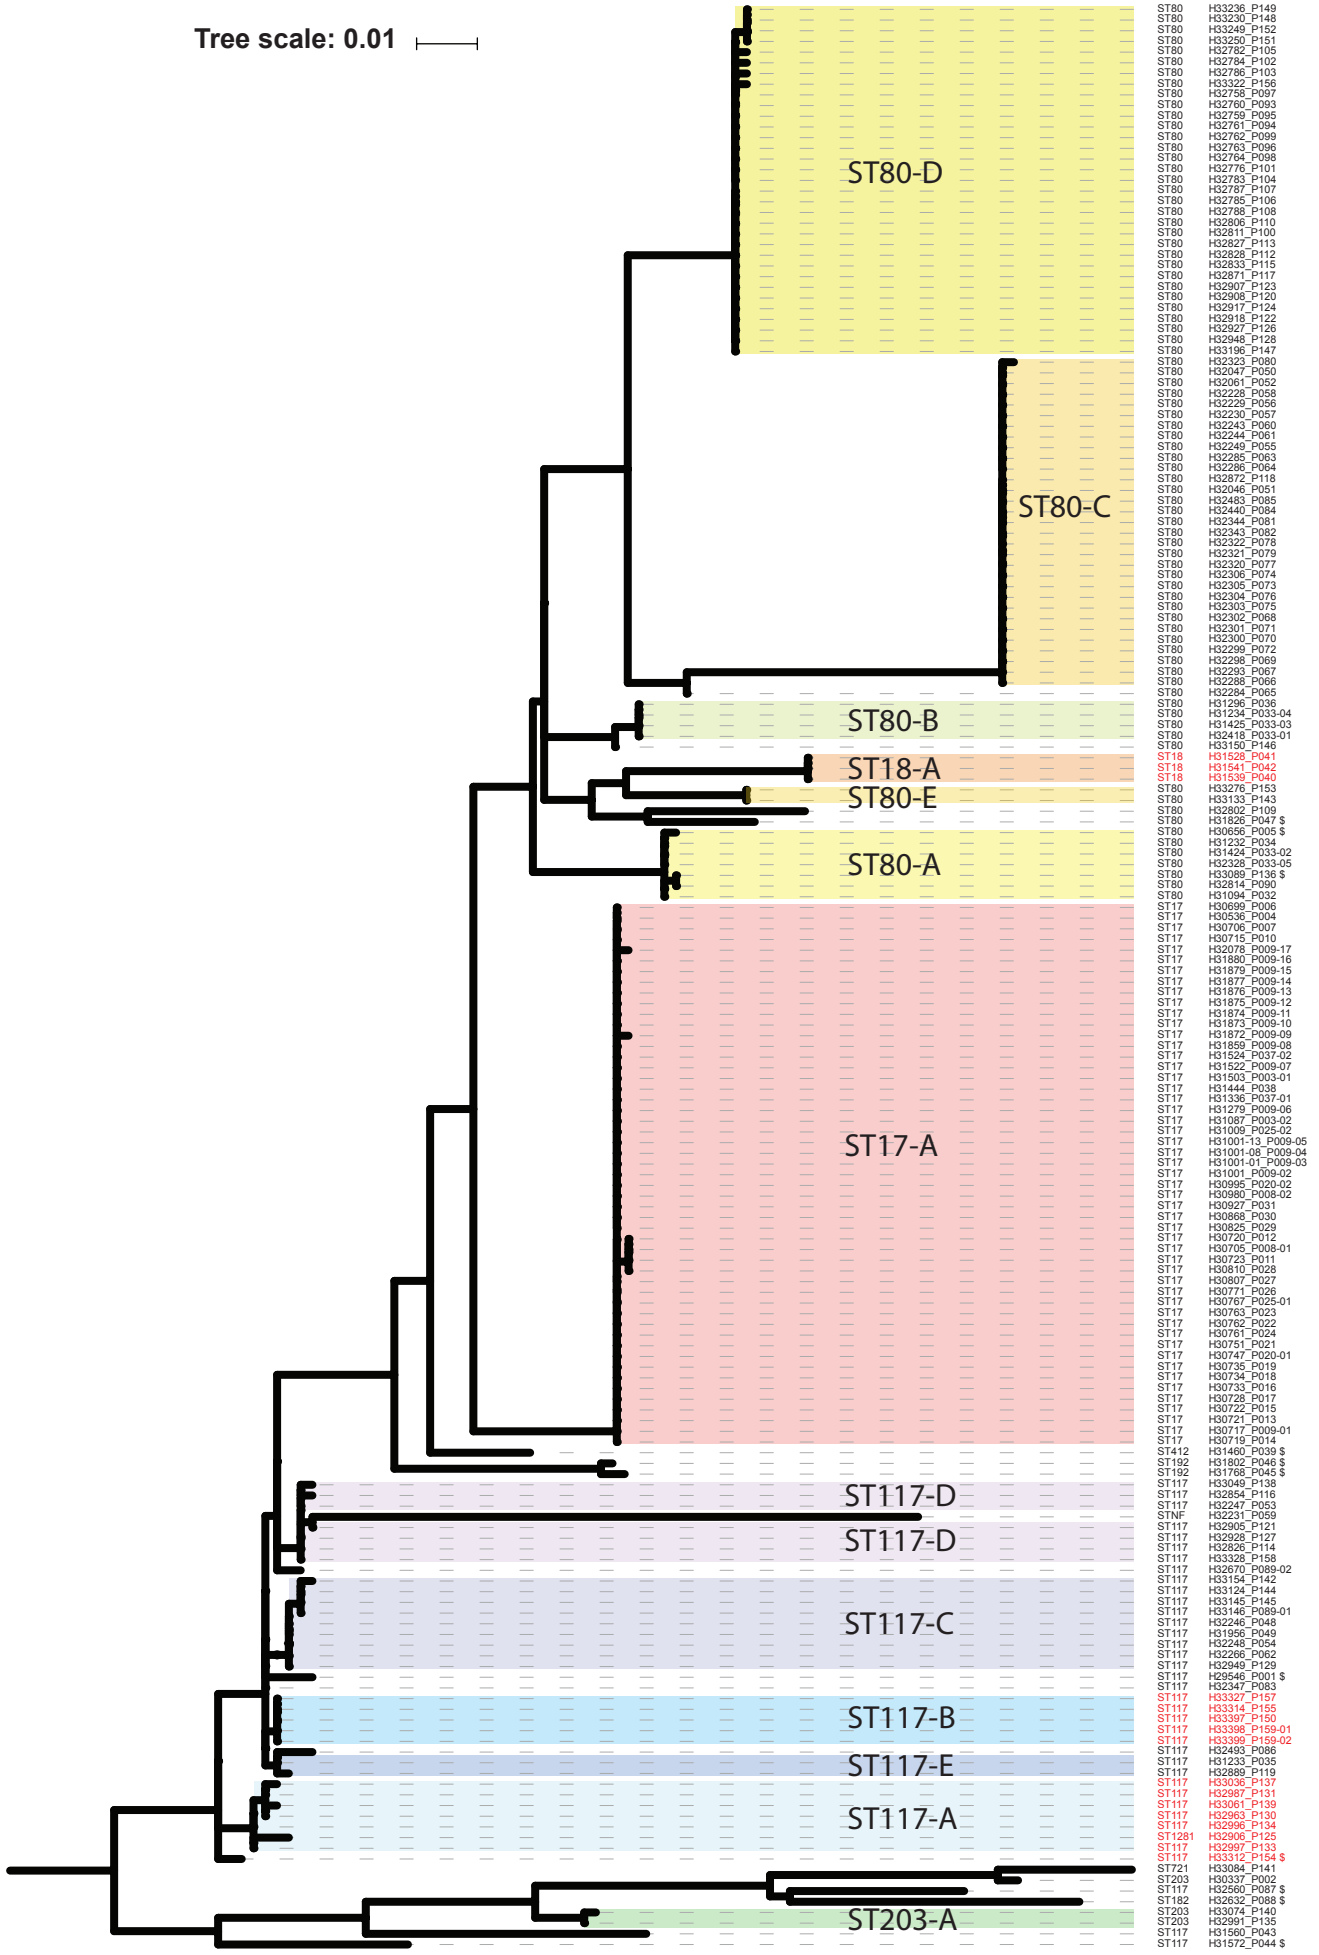 Tree scale: 0.01
ST80 H33236_P149
ST80 H33230_P148
ST80 H33249_P152
ST80 H33250_P151
ST80 H32782_P105
ST80 H32784_P102
ST80 H32786_P103
ST80 H33322_P156
ST80 H32758_P097
ST80 H32760_P093
ST80 H32759_P095
ST80 H32761_P094
ST80 H32762_P099
ST80 H32763_P096
ST80 H32764_P098
ST80 H32776_P101
ST80-D
ST80 H32783_P104
ST80 H32787_P107
ST80 H32785_P106
ST80 H32788_P108
ST80 H32806_P110
ST80 H32811_P100
ST80 H32827_P113
ST80 H32828_P112
ST80 H32833_P115
ST80 H32871_P117
ST80 H32907_P123
ST80 H32908_P120
ST80 H32917_P124
ST80 H32918_P122
ST80 H32927_P126
ST80 H32948_P128
ST80 H33196_P147
ST80 H32323_P080
ST80 H32047_P050
ST80 H32061_P052
ST80 H32228_P058
ST80 H32229_P056
ST80 H32230_P057
ST80 H32243_P060
ST80 H32244_P061
ST80 H32249_P055
ST80 H32285_P063
ST80 H32286_P064
ST80 H32872_P118
ST80 H32046_P051
ST80 H32483_P085
ST80-C
ST80 H32440_P084
ST80 H32344_P081
ST80 H32343_P082
ST80 H32322_P078
ST80 H32321_P079
ST80 H32320_P077
ST80 H32306_P074
ST80 H32305_P073
ST80 H32304_P076
ST80 H32303_P075
ST80 H32302_P068
ST80 H32301_P071
ST80 H32300_P070
ST80 H32299_P072
ST80 H32298_P069
ST80 H32293_P067
ST80 H32288_P066
ST80 H32284_P065
ST80 H31296_P036
ST80 H31234_P033-04
ST80-B
ST80 H31425_P033-03
ST80 H32418_P033-01
ST80 H33150_P146
ST18 H31528_P041
ST18-A
ST18 H31541_P042
ST18 H31539_P040
ST80 H33276_P153
ST80-E
ST80 H33133_P143
ST80 H32802_P109
ST80 H31826_P047 $
ST80 H30656_P005 $
ST80 H31232_P034
ST80 H31424_P033-02
ST80-A
ST80 H32328_P033-05
ST80 H33089_P136 $
ST80 H32814_P090
ST80 H31094_P032
ST17 H30699_P006
ST17 H30536_P004
ST17 H30706_P007
ST17 H30715_P010
ST17 H32078_P009-17
ST17 H31880_P009-16
ST17 H31879_P009-15
ST17 H31877_P009-14
ST17 H31876_P009-13
ST17 H31875_P009-12
ST17 H31874_P009-11
ST17 H31873_P009-10
ST17 H31872_P009-09
ST17 H31859_P009-08
ST17 H31524_P037-02
ST17 H31522_P009-07
ST17 H31503_P003-01
ST17 H31444_P038
ST17 H31336_P037-01
ST17 H31279_P009-06
ST17 H31087_P003-02
ST17 H31009_P025-02
ST17 H31001-13_P009-05
ST17-A
ST17 H31001-08_P009-04
ST17 H31001-01_P009-03
ST17 H31001_P009-02
ST17 H30995_P020-02
ST17 H30980_P008-02
ST17 H30927_P031
ST17 H30868_P030
ST17 H30825_P029
ST17 H30720_P012
ST17 H30705_P008-01
ST17 H30723_P011
ST17 H30810_P028
ST17 H30807_P027
ST17 H30771_P026
ST17 H30767_P025-01
ST17 H30763_P023
ST17 H30762_P022
ST17 H30761_P024
ST17 H30751_P021
ST17 H30747_P020-01
ST17 H30735_P019
ST17 H30734_P018
ST17 H30733_P016
ST17 H30728_P017
ST17 H30722_P015
ST17 H30721_P013
ST17 H30717_P009-01
ST17 H30719_P014
ST412 H31460_P039 $
ST192 H31802_P046 $
ST192 H31768_P045 $
ST117 H33049_P138
ST117-D
ST117 H32854_P116
ST117 H32247_P053
STNF H32231_P059
ST117 H32905_P121
ST117 H32928_P127
ST117-D
ST117 H32826_P114
ST117 H33328_P158
ST117 H32670_P089-02
ST117 H33154_P142
ST117 H33124_P144
ST117 H33145_P145
ST117 H33146_P089-01
ST117 H32246_P048
ST117-C
ST117 H31956_P049
ST117 H32248_P054
ST117 H32266_P062
ST117 H32949_P129
ST117 H29546_P001 $
ST117 H32347_P083
ST117 H33327_P157
ST117 H33314_P155
ST117-B
ST117 H33397_P150
ST117 H33398_P159-01
ST117 H33399_P159-02
ST117 H32493_P086
ST117-E
ST117 H31233_P035
ST117 H32889_P119
ST117 H33036_P137
ST117 H32987_P131
ST117 H33061_P139
ST117-A
ST117 H32963_P130
ST117 H32996_P134
ST1281 H32906_P125
ST117 H32997_P133
ST117 H33312_P154 $
ST721 H33084_P141
ST203 H30337_P002
ST117 H32560_P087 $
ST182 H32632_P088 $
ST203 H33074_P140
ST203-A
ST203 H32991_P135
ST117 H31560_P043
ST117 H31572_P044 $